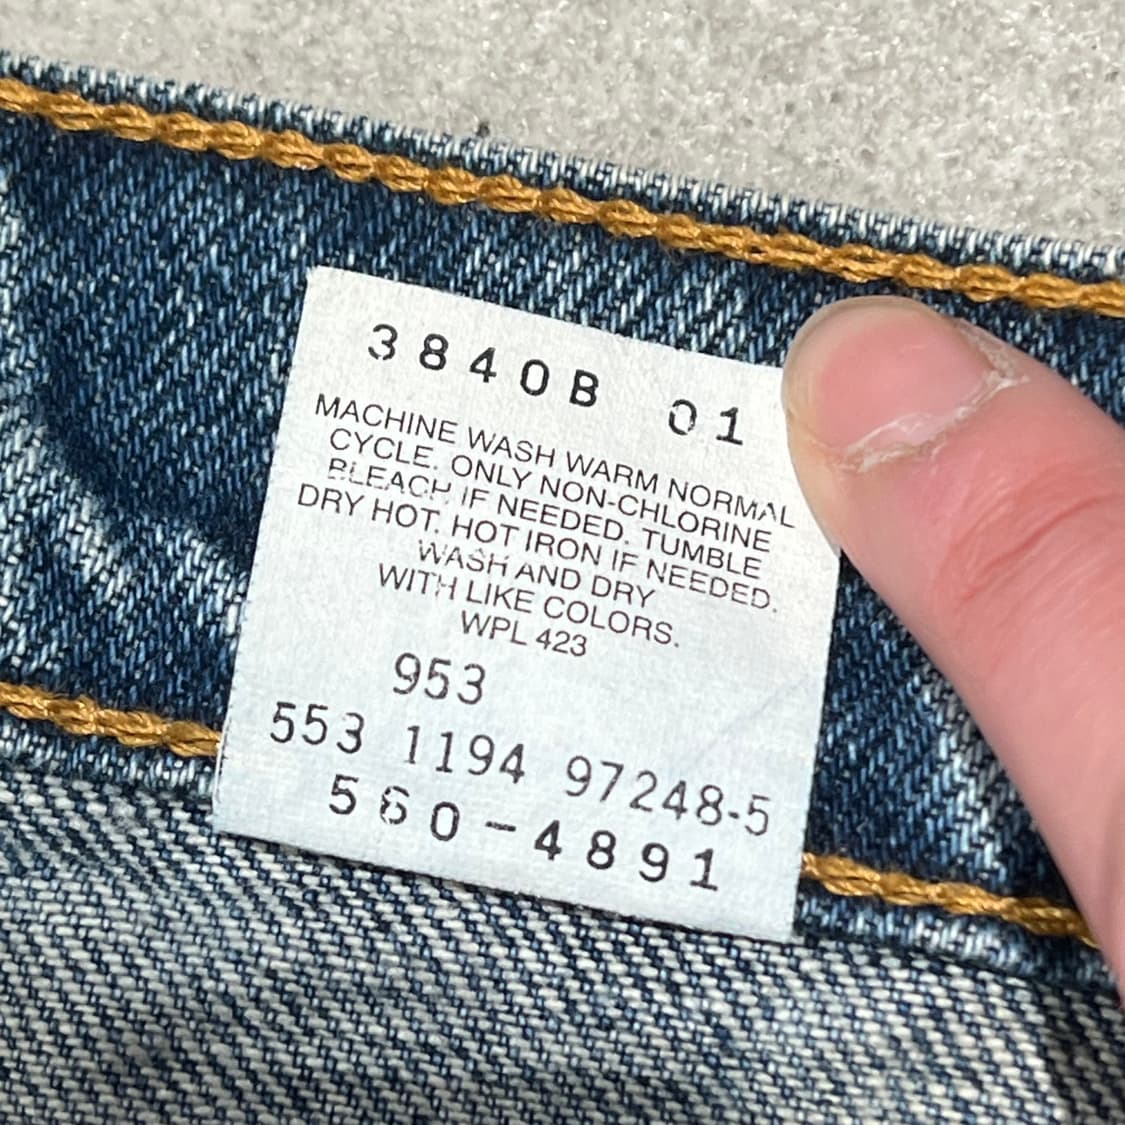 3840B 01
MACHINE WASH WARM NORMAL
CYCLE. ONLY NON-CHLORINE
BLEACH IF NEEDED. TUMBLE
DRY HOT. HOT IRON IF NEEDED.
WASH AND DRY
WITH LIKE COLORS.
WPL 423
953
553 1194 97248-5
560-4891